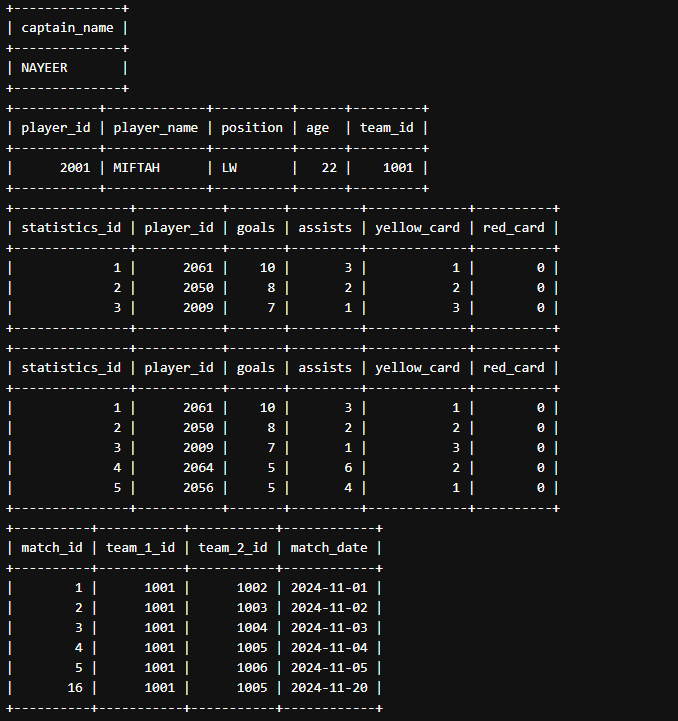 +--------------+
| captain_name |
+--------------+
| NAYEER       |
+--------------+
+-----------+-------------+----------+------+---------+
| player_id | player_name | position | age  | team_id |
+-----------+-------------+----------+------+---------+
|      2001 | MIFTAH      | LW       |   22 |    1001 |
+-----------+-------------+----------+------+---------+
+---------------+-----------+-------+---------+-------------+----------+
| statistics_id | player_id | goals | assists | yellow_card | red_card |
+---------------+-----------+-------+---------+-------------+----------+
|             1 |      2061 |    10 |       3 |           1 |        0 |
|             2 |      2050 |     8 |       2 |           2 |        0 |
|             3 |      2009 |     7 |       1 |           3 |        0 |
+---------------+-----------+-------+---------+-------------+----------+
+---------------+-----------+-------+---------+-------------+----------+
| statistics_id | player_id | goals | assists | yellow_card | red_card |
+---------------+-----------+-------+---------+-------------+----------+
|             1 |      2061 |    10 |       3 |           1 |        0 |
|             2 |      2050 |     8 |       2 |           2 |        0 |
|             3 |      2009 |     7 |       1 |           3 |        0 |
|             4 |      2064 |     5 |       6 |           2 |        0 |
|             5 |      2056 |     5 |       4 |           1 |        0 |
+---------------+-----------+-------+---------+-------------+----------+
+----------+-----------+-----------+------------+
| match_id | team_1_id | team_2_id | match_date |
+----------+-----------+-----------+------------+
|        1 |      1001 |      1002 | 2024-11-01 |
|        2 |      1001 |      1003 | 2024-11-02 |
|        3 |      1001 |      1004 | 2024-11-03 |
|        4 |      1001 |      1005 | 2024-11-04 |
|        5 |      1001 |      1006 | 2024-11-05 |
|       16 |      1001 |      1005 | 2024-11-20 |
+----------+-----------+-----------+------------+